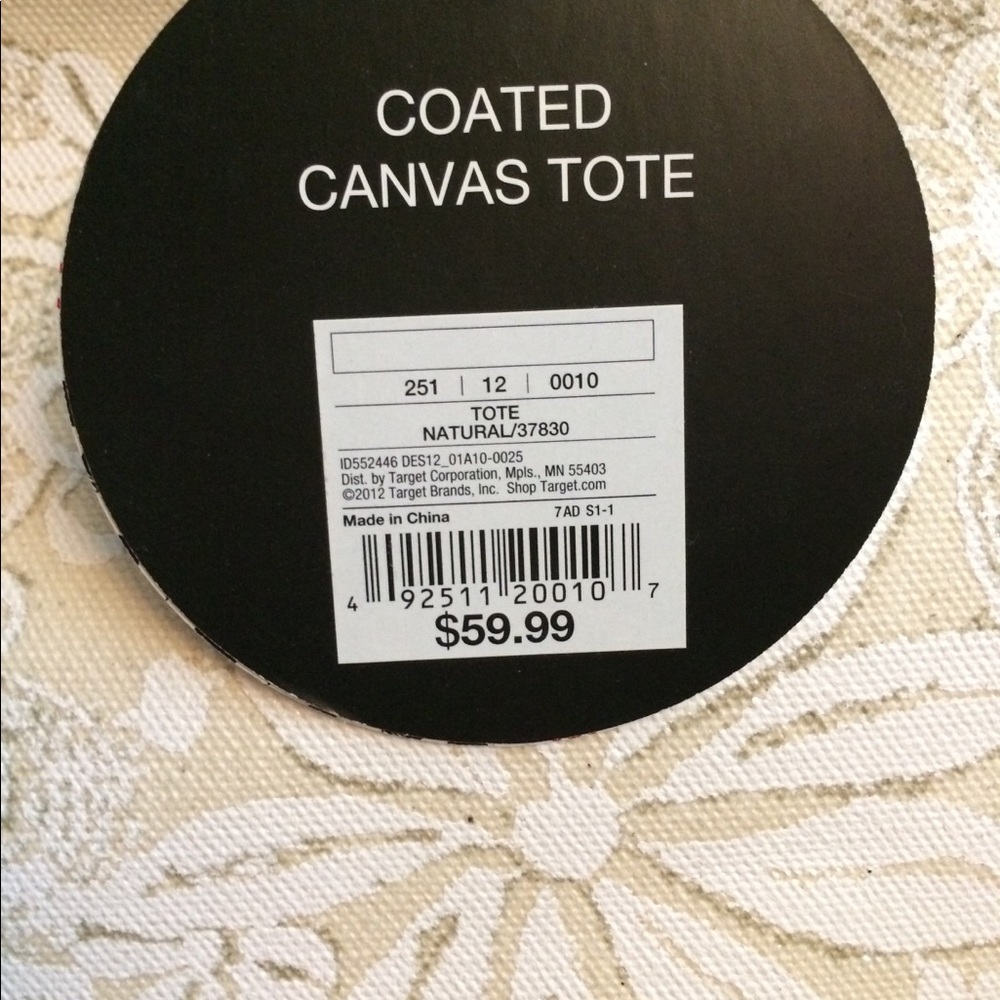 COATED
CANVAS TOTE
251 | 12 | 0010
TOTE
NATURAL/37830
ID552446 DES12_01A10-0025
Dist. by Target Corporation, Mpls., MN 55403
©2012 Target Brands, Inc. Shop Target.com
Made in China 7AD S1-1
4 92511 20010 7
$59.99